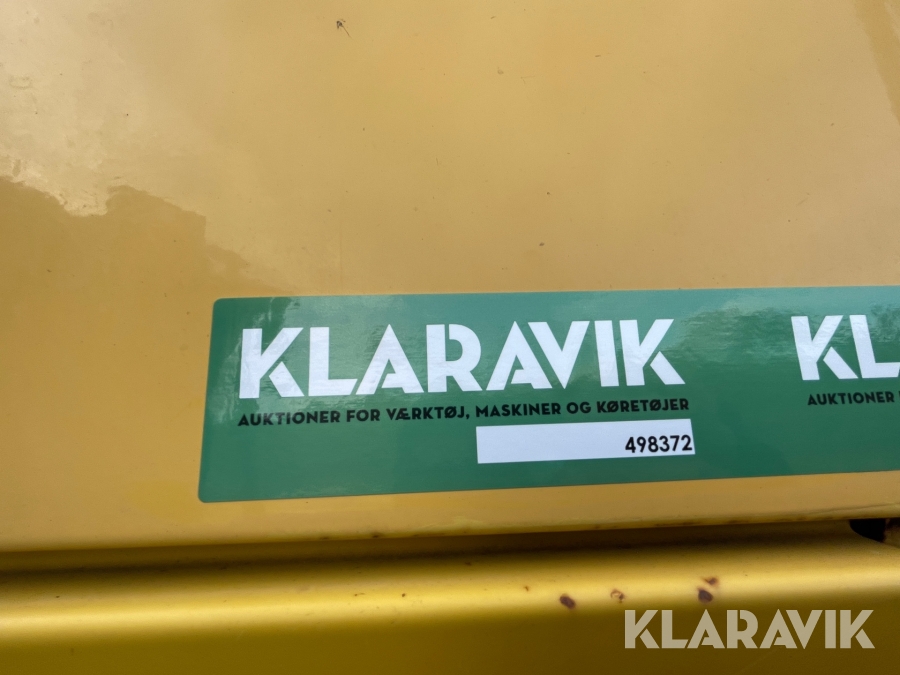 KLARAVIK
AUKTIONER FOR VÆRKTØJ, MASKINER OG KØRETØJER
498372
KL
AUKTIONER
KLARAVIK